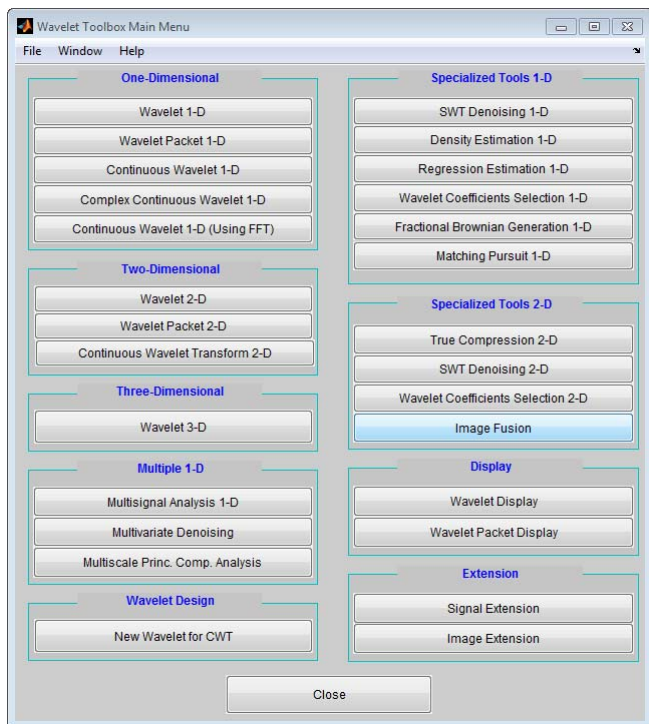 Wavelet Toolbox Main Menu
File Window Help
One-Dimensional
Wavelet 1-D
Wavelet Packet 1-D
Continuous Wavelet 1-D
Complex Continuous Wavelet 1-D
Continuous Wavelet 1-D (Using FFT)
Two-Dimensional
Wavelet 2-D
Wavelet Packet 2-D
Continuous Wavelet Transform 2-D
Three-Dimensional
Wavelet 3-D
Multiple 1-D
Multisignal Analysis 1-D
Multivariate Denoising
Multiscale Princ. Comp. Analysis
Wavelet Design
New Wavelet for CWT
Specialized Tools 1-D
SWT Denoising 1-D
Density Estimation 1-D
Regression Estimation 1-D
Wavelet Coefficients Selection 1-D
Fractional Brownian Generation 1-D
Matching Pursuit 1-D
Specialized Tools 2-D
True Compression 2-D
SWT Denoising 2-D
Wavelet Coefficients Selection 2-D
Image Fusion
Display
Wavelet Display
Wavelet Packet Display
Extension
Signal Extension
Image Extension
Close